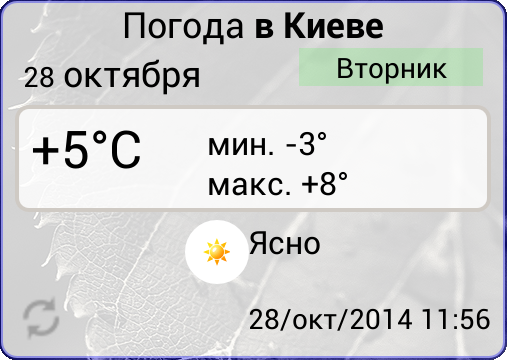 Погода в Киеве
28 октября
Вторник
+5°C
мин. -3°
макс. +8°
Ясно
28/окт/2014 11:56